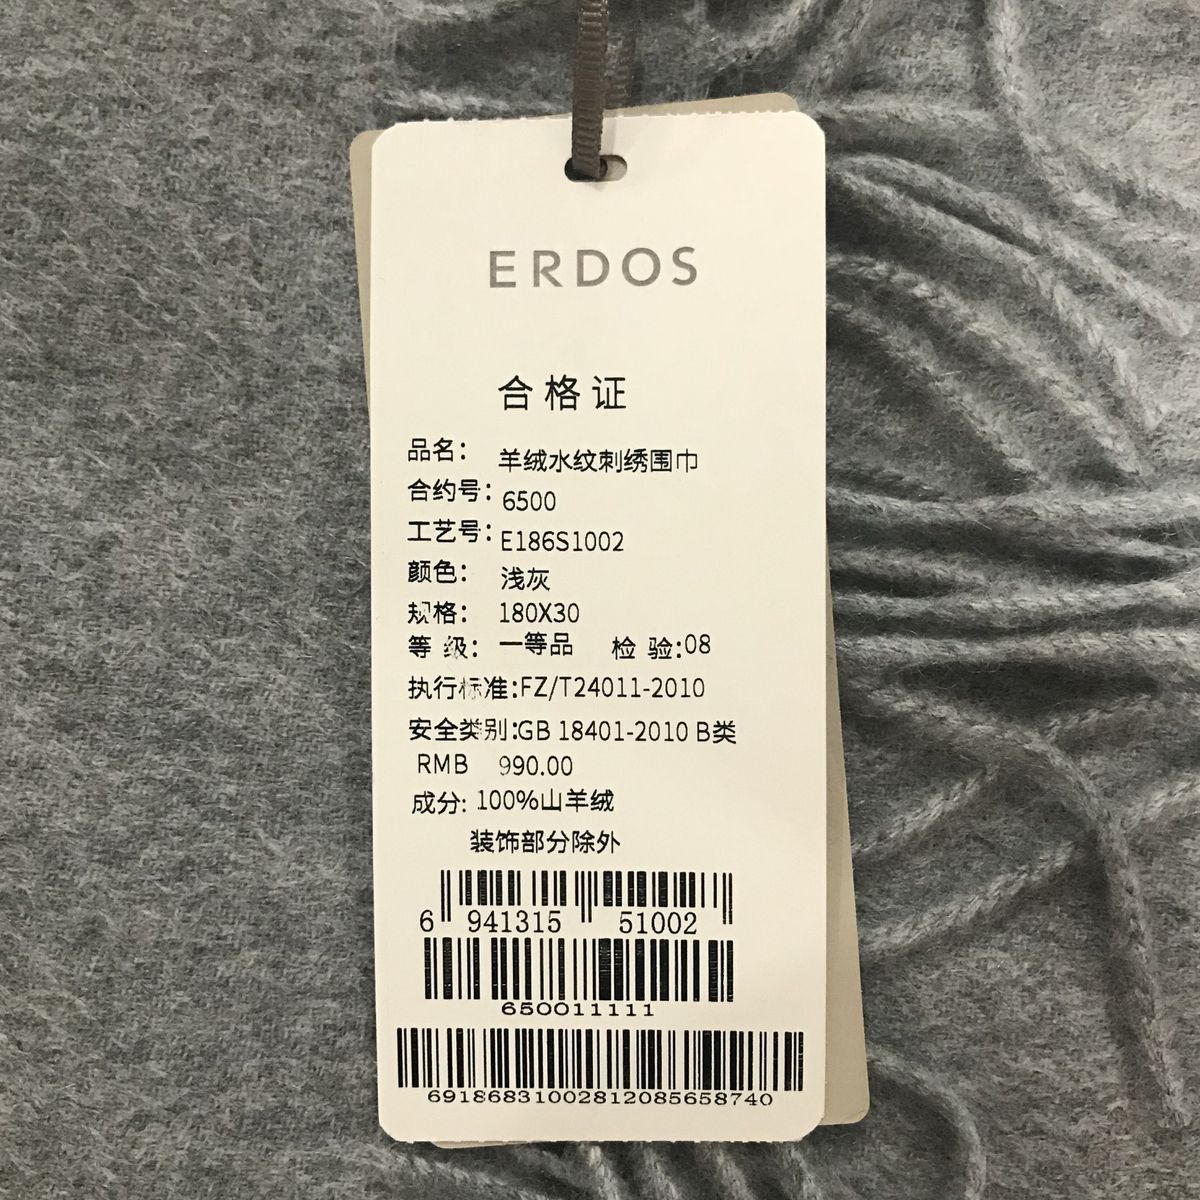 ERDOS
合格证
品名: 羊绒水纹刺绣围巾
合约号: 6500
工艺号: E186S1002
颜色: 浅灰
规格: 180X30
等 级: 一等品 检 验:08
执行标准:FZ/T24011-2010
安全类别:GB 18401-2010 B类
RMB 990.00
成分: 100%山羊绒
装饰部分除外
6 941315 51002
650011111
69186831002812085658740